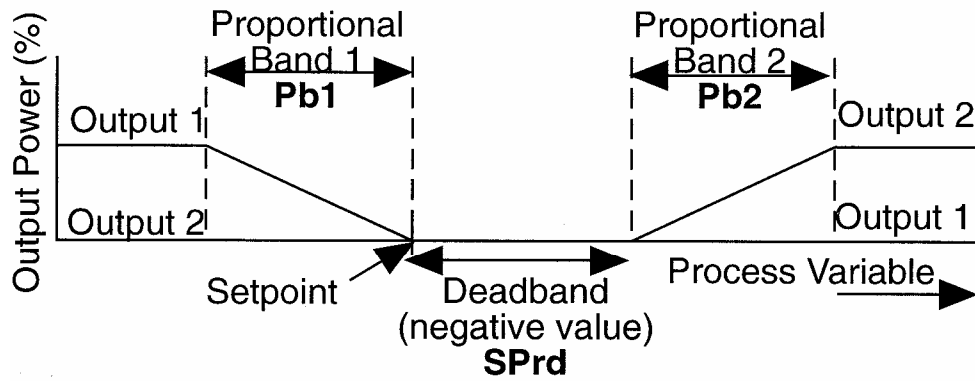 Output Power (%)
Proportional
Band 1
Pb1
Proportional
Band 2
Pb2
Output 1
Output 2
Output 2
Output 1
Setpoint
Deadband
(negative value)
SPrd
Process Variable